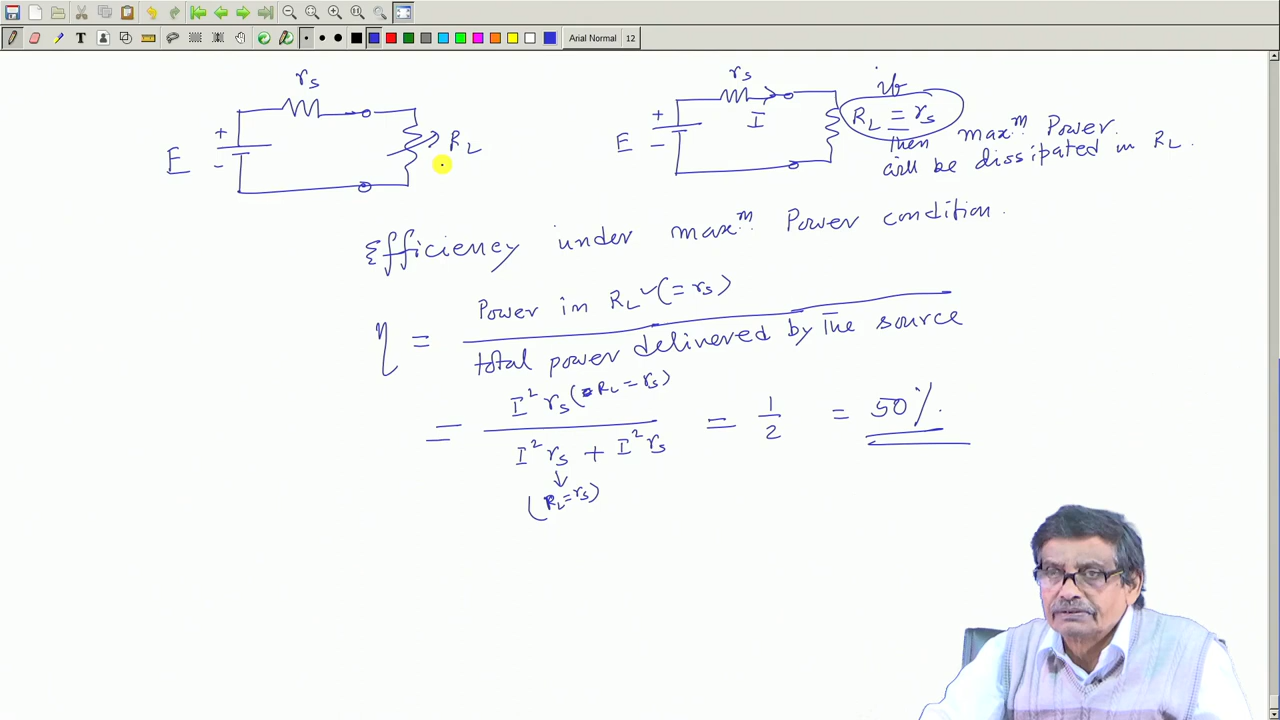 Arial Normal 12
rs
+
E
-
RL
rs
+
E
-
I
if
RL = rs
then maxm Power
will be dissipated in RL.
Efficiency under maxm Power condition.
η = Power in RL (= rs)
total power delivered by The source
= I² rs (RL = rs)
I² rs + I² rs
= 1/2 = 50%.
(RL = rs)